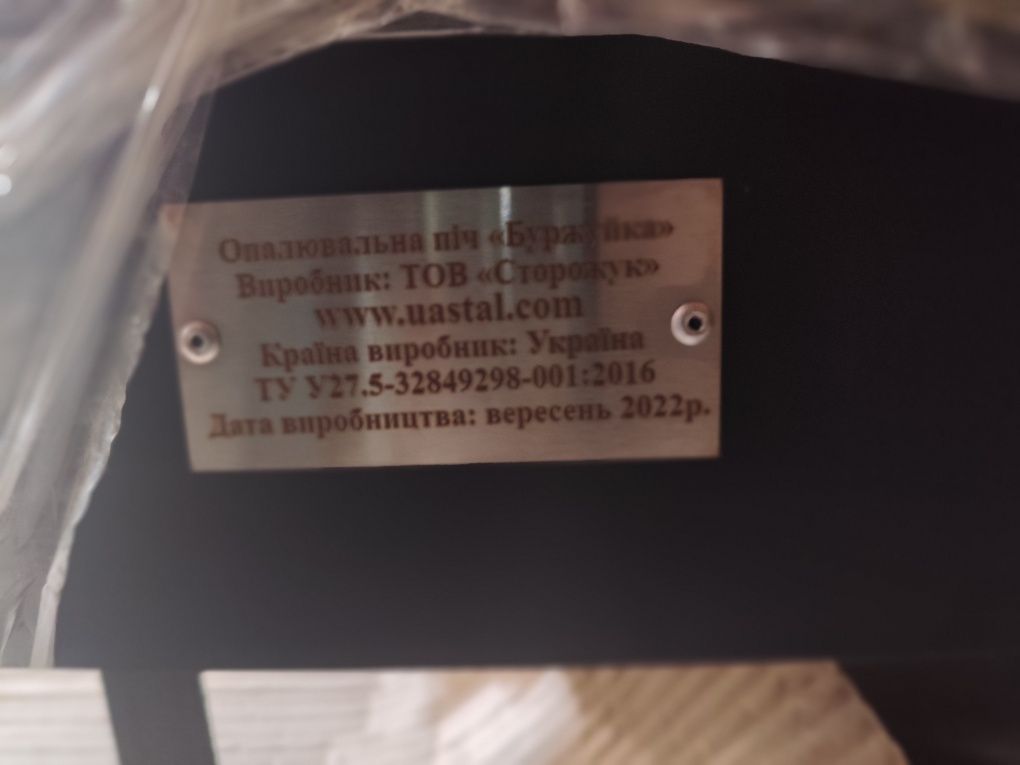 Опалювальна піч «Буржуйка»
Виробник: ТОВ «Сторожук»
www.uastal.com
Країна виробник: Україна
ТУ У27.5-32849298-001:2016
Дата виробництва: вересень 2022р.